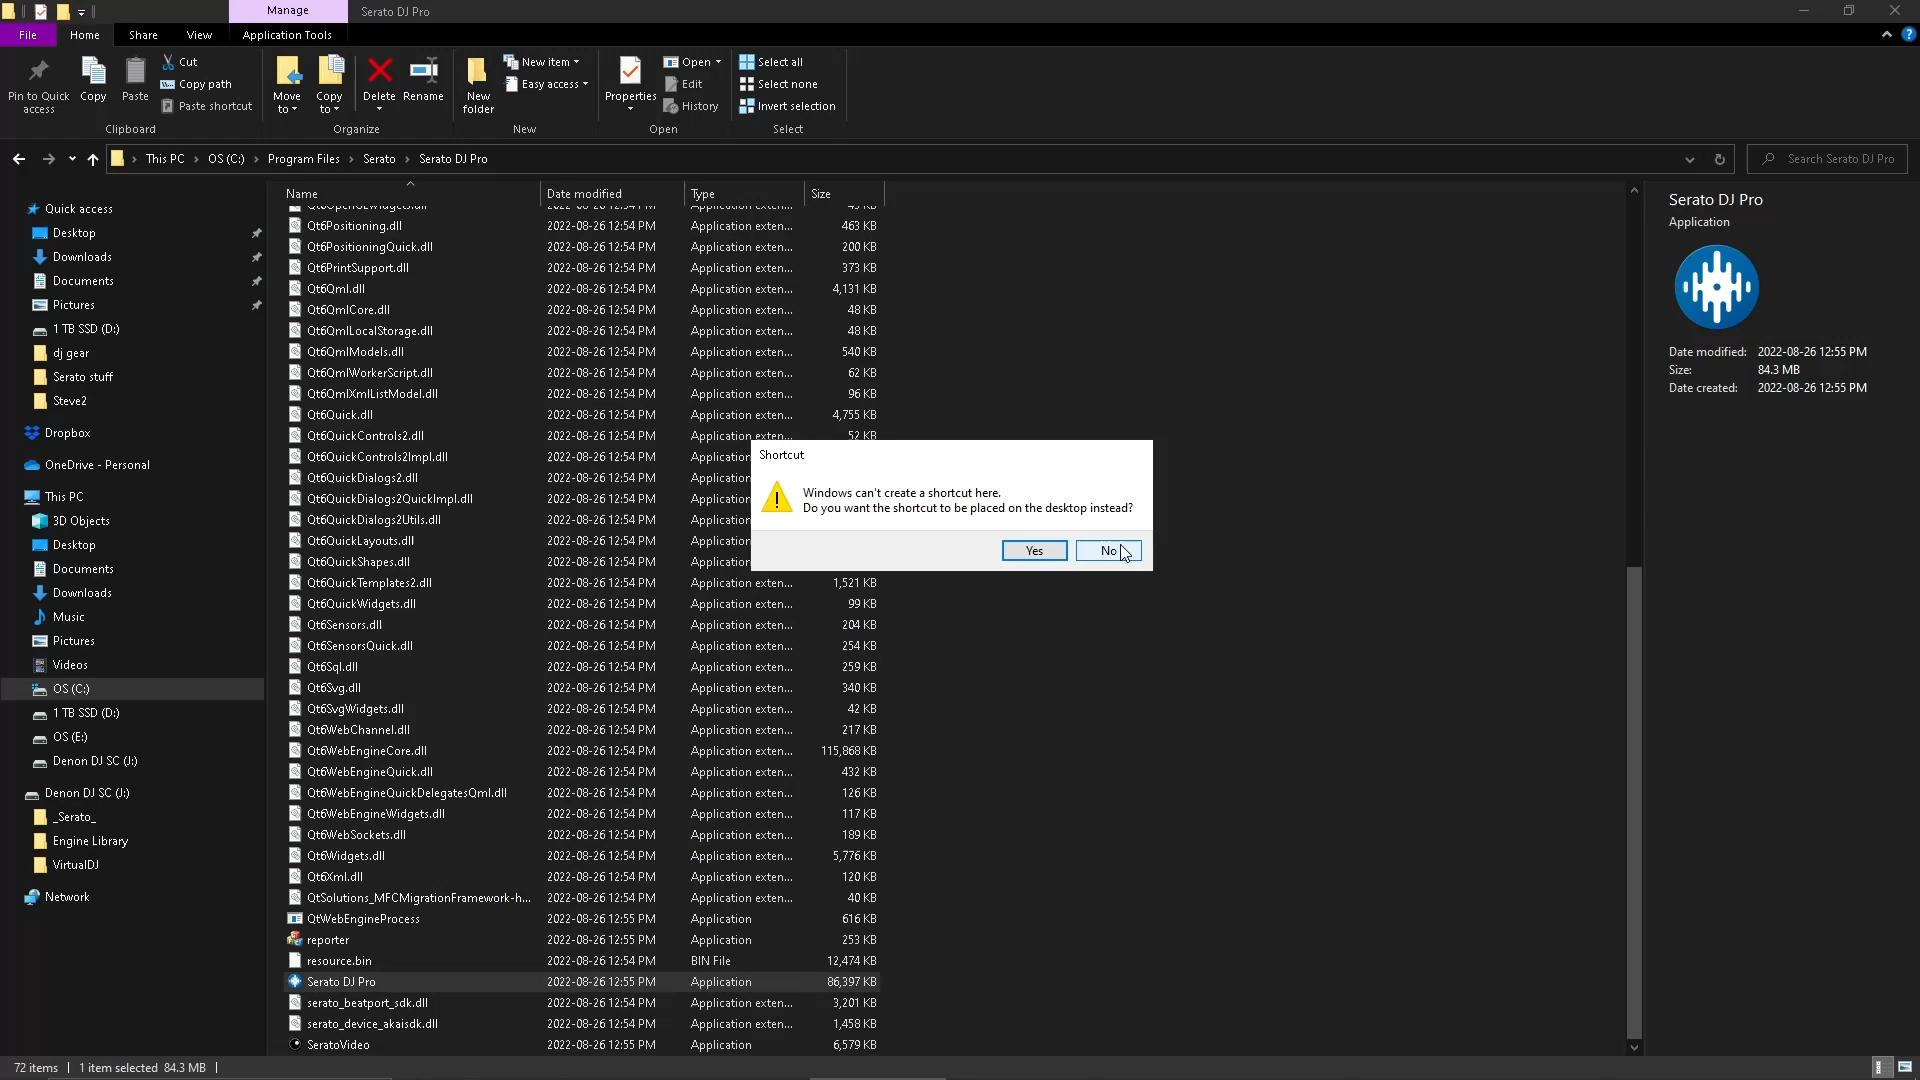 Manage
Serato DJ Pro
File
Home
Share
View
Application Tools
Pin to Quick
access
Copy
Paste
Cut
Copy path
Paste shortcut
Clipboard
Move
to
Copy
to
Delete
Rename
Organize
New
folder
New item
Easy access
New
Properties
Open
Edit
History
Open
Select all
Select none
Invert selection
Select
This PC
OS (C:)
Program Files
Serato
Serato DJ Pro
Search Serato DJ Pro
Quick access
Desktop
Downloads
Documents
Pictures
1 TB SSD (D:)
dj gear
Serato stuff
Steve2
Dropbox
OneDrive - Personal
This PC
3D Objects
Desktop
Documents
Downloads
Music
Pictures
Videos
OS (C:)
1 TB SSD (D:)
OS (E:)
Denon DJ SC (J:)
Denon DJ SC (J:)
_Serato_
Engine Library
VirtualDJ
Network
Name Date modified Type Size
Qt6Positioning.dll 2022-08-26 12:54 PM Application exten... 463 KB
Qt6PositioningQuick.dll 2022-08-26 12:54 PM Application exten... 200 KB
Qt6PrintSupport.dll 2022-08-26 12:54 PM Application exten... 373 KB
Qt6Qml.dll 2022-08-26 12:54 PM Application exten... 4,131 KB
Qt6QmlCore.dll 2022-08-26 12:54 PM Application exten... 48 KB
Qt6QmlLocalStorage.dll 2022-08-26 12:54 PM Application exten... 48 KB
Qt6QmlModels.dll 2022-08-26 12:54 PM Application exten... 540 KB
Qt6QmlWorkerScript.dll 2022-08-26 12:54 PM Application exten... 62 KB
Qt6QmlXmlListModel.dll 2022-08-26 12:54 PM Application exten... 96 KB
Qt6Quick.dll 2022-08-26 12:54 PM Application exten... 4,755 KB
Qt6QuickControls2.dll 2022-08-26 12:54 PM Application exten... 52 KB
Qt6QuickControls2Impl.dll 2022-08-26 12:54 PM Application
Qt6QuickDialogs2.dll 2022-08-26 12:54 PM Application
Qt6QuickDialogs2QuickImpl.dll 2022-08-26 12:54 PM Application
Qt6QuickDialogs2Utils.dll 2022-08-26 12:54 PM Application
Qt6QuickLayouts.dll 2022-08-26 12:54 PM Application
Qt6QuickShapes.dll 2022-08-26 12:54 PM Application
Qt6QuickTemplates2.dll 2022-08-26 12:54 PM Application exten... 1,521 KB
Qt6QuickWidgets.dll 2022-08-26 12:54 PM Application exten... 99 KB
Qt6Sensors.dll 2022-08-26 12:54 PM Application exten... 204 KB
Qt6SensorsQuick.dll 2022-08-26 12:54 PM Application exten... 254 KB
Qt6Sql.dll 2022-08-26 12:54 PM Application exten... 259 KB
Qt6Svg.dll 2022-08-26 12:54 PM Application exten... 340 KB
Qt6SvgWidgets.dll 2022-08-26 12:54 PM Application exten... 42 KB
Qt6WebChannel.dll 2022-08-26 12:54 PM Application exten... 217 KB
Qt6WebEngineCore.dll 2022-08-26 12:54 PM Application exten... 115,868 KB
Qt6WebEngineQuick.dll 2022-08-26 12:54 PM Application exten... 432 KB
Qt6WebEngineQuickDelegatesQml.dll 2022-08-26 12:54 PM Application exten... 126 KB
Qt6WebEngineWidgets.dll 2022-08-26 12:54 PM Application exten... 117 KB
Qt6WebSockets.dll 2022-08-26 12:54 PM Application exten... 189 KB
Qt6Widgets.dll 2022-08-26 12:54 PM Application exten... 5,776 KB
Qt6Xml.dll 2022-08-26 12:54 PM Application exten... 120 KB
QtSolutions_MFCMigrationFramework-h... 2022-08-26 12:54 PM Application exten... 40 KB
QtWebEngineProcess 2022-08-26 12:55 PM Application 616 KB
reporter 2022-08-26 12:55 PM Application 253 KB
resource.bin 2022-08-26 12:54 PM BIN File 12,474 KB
Serato DJ Pro 2022-08-26 12:55 PM Application 86,397 KB
serato_beatport_sdk.dll 2022-08-26 12:54 PM Application exten... 3,201 KB
serato_device_akaisdk.dll 2022-08-26 12:54 PM Application exten... 1,458 KB
SeratoVideo 2022-08-26 12:55 PM Application 6,579 KB
Shortcut
Windows can't create a shortcut here.
Do you want the shortcut to be placed on the desktop instead?
Yes
No
Serato DJ Pro
Application
Date modified: 2022-08-26 12:55 PM
Size: 84.3 MB
Date created: 2022-08-26 12:55 PM
72 items
1 item selected 84.3 MB